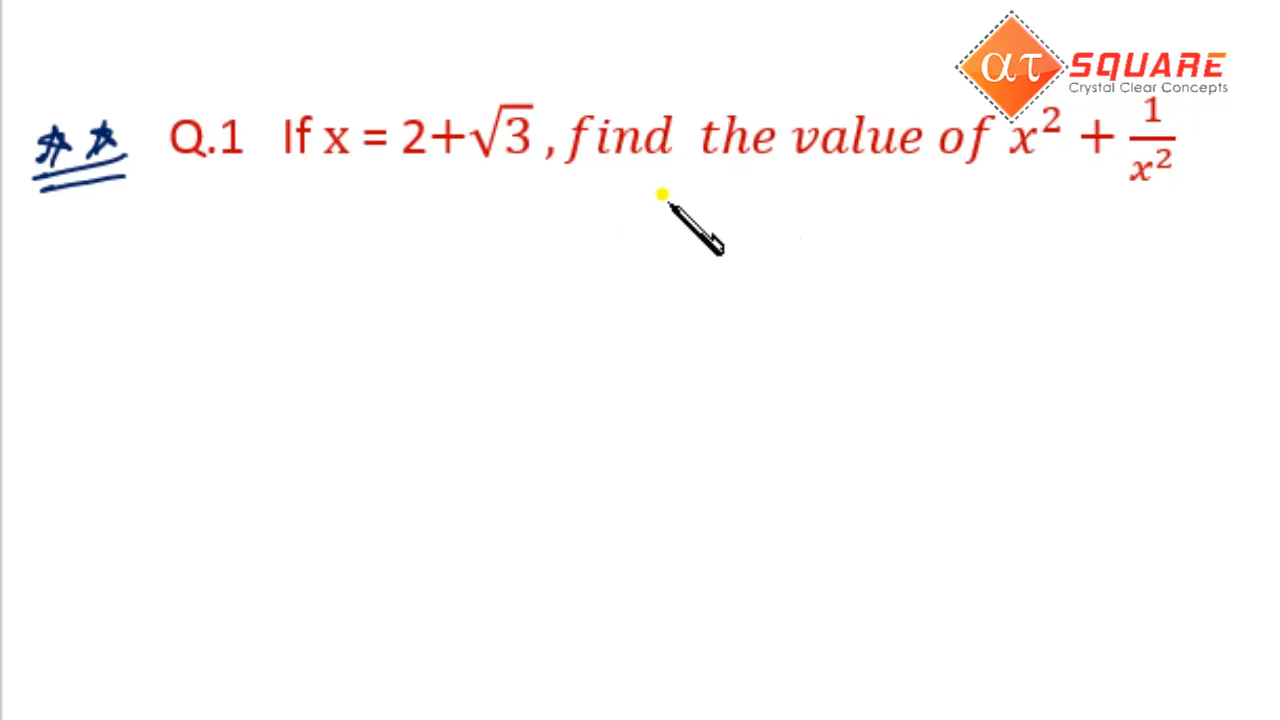 ατ SQUARE
Crystal Clear Concepts
Q.1 If x = 2+√3 , find the value of x² + 1/x²